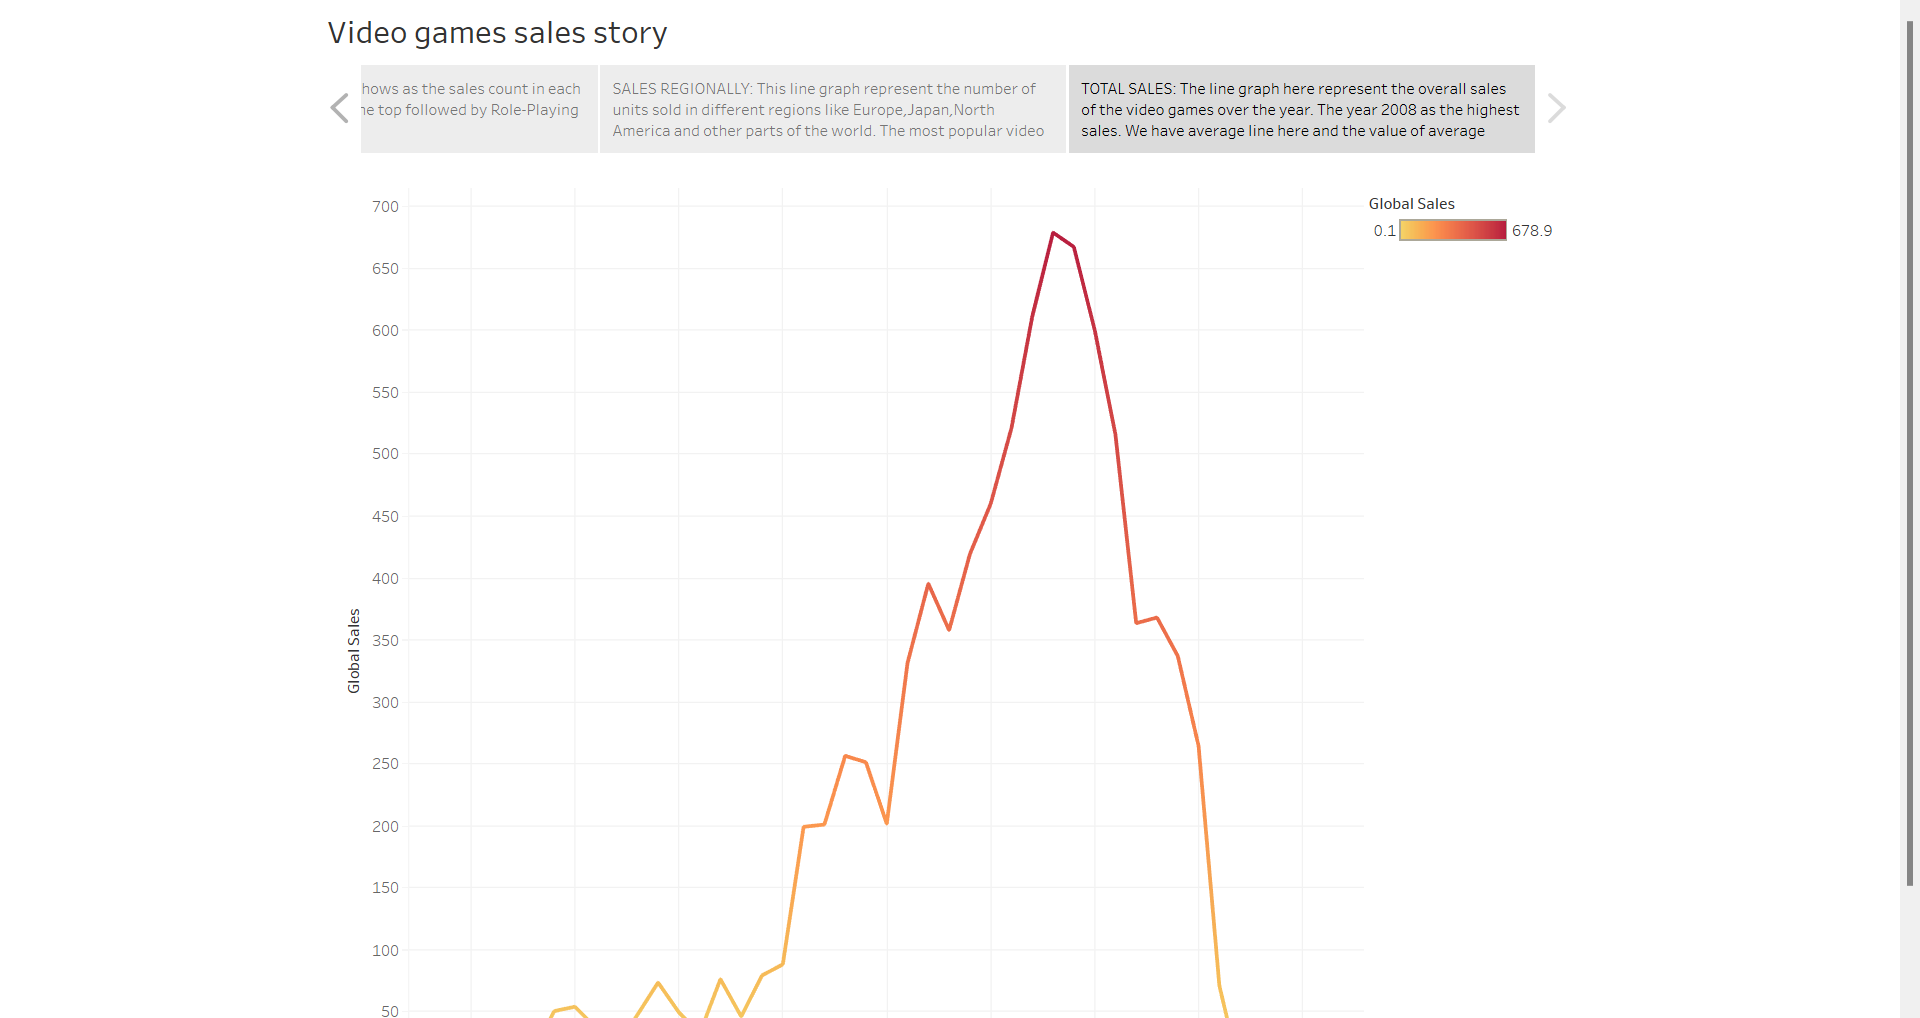 Video games sales story
hows as the sales count in each
e top followed by Role-Playing
SALES REGIONALLY: This line graph represent the number of
units sold in different regions like Europe,Japan,North
America and other parts of the world. The most popular video
TOTAL SALES: The line graph here represent the overall sales
of the video games over the year. The year 2008 as the highest
sales. We have average line here and the value of average
Global Sales
0.1 678.9
700
650
600
550
500
450
400
350
300
250
200
150
100
50
Global Sales